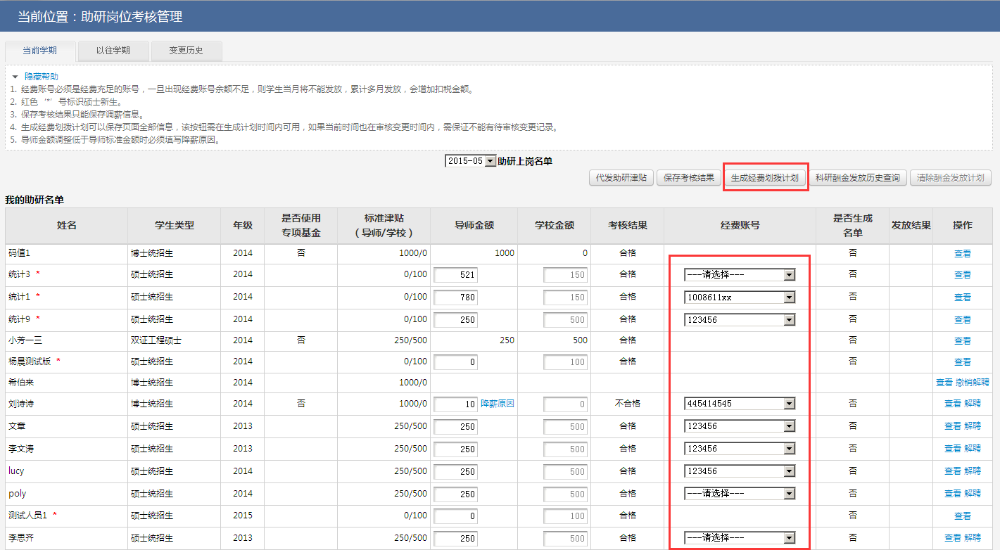 当前位置：助研岗位考核管理
当前学期 以往学期 变更历史
隐藏帮助
1. 经费账号必须是经费充足的账号，一旦出现经费账号余额不足，则学生当月将不能发放，累计多月发放，会增加扣税金额。
2. 红色‘*’号标识硕士新生。
3. 保存考核结果只能保存调薪信息。
4. 生成经费划拨计划可以保存页面全部信息，该按钮需在生成计划时间内可用，如果当前时间也在审核变更时间内，需保证不能有待审核变更记录。
5. 导师金额调整低于导师标准金额时必须填写降薪原因。
2015-05 助研上岗名单
代发助研津贴 保存考核结果 生成经费划拨计划 科研酬金发放历史查询 清除酬金发放计划
我的助研名单
姓名 学生类型 年级 是否使用专项基金 标准津贴（导师/学校） 导师金额 学校金额 考核结果 经费账号 是否生成名单 发放结果 操作
码值1 博士统招生 2014 否 1000/0 1000 0 合格 否 查看
统计3 * 硕士统招生 2014 0/100 521 150 合格 ---请选择--- 否 查看
统计1 * 硕士统招生 2014 0/100 780 150 合格 1008611xx 否 查看
统计9 * 硕士统招生 2014 0/100 250 500 合格 123456 否 查看
小芳一三 双证工程硕士 2014 否 250/500 250 500 合格 否 查看
杨晨测试版 * 硕士统招生 2014 0/100 0 100 合格 否 查看
希伯来 博士统招生 2014 1000/0 查看 撤销解聘
刘诗诗 博士统招生 2014 否 1000/0 10 降薪原因 0 不合格 445414545 否 查看 解聘
文章 硕士统招生 2013 250/500 250 500 合格 123456 否 查看 解聘
李文涛 硕士统招生 2013 250/500 250 500 合格 123456 否 查看 解聘
lucy 硕士统招生 2014 250/500 250 500 合格 123456 否 查看 解聘
poly 硕士统招生 2014 250/500 250 500 合格 ---请选择--- 否 查看 解聘
测试人员1 * 硕士统招生 2015 0/100 0 100 合格 否 查看
李思齐 硕士统招生 2013 250/500 250 500 合格 ---请选择--- 否 查看 解聘